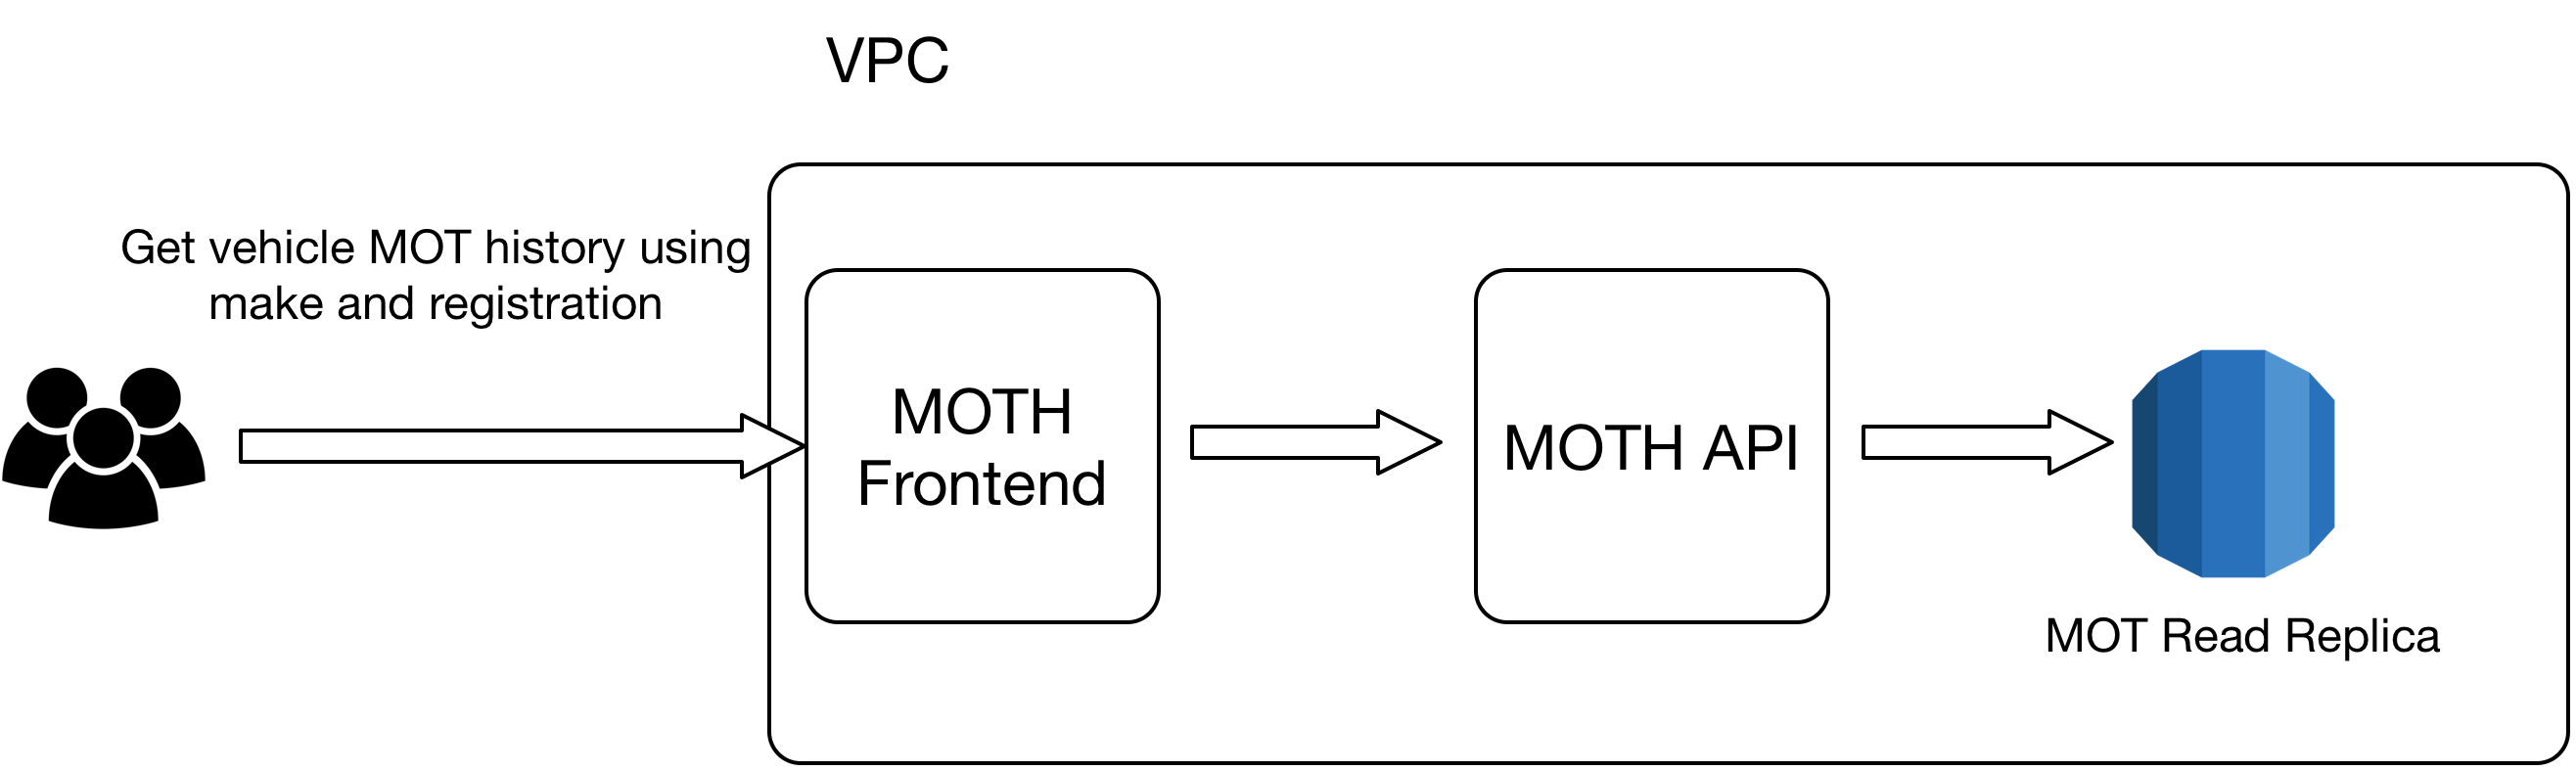 VPC
Get vehicle MOT history using
make and registration
MOTH
Frontend
MOTH API
MOT Read Replica